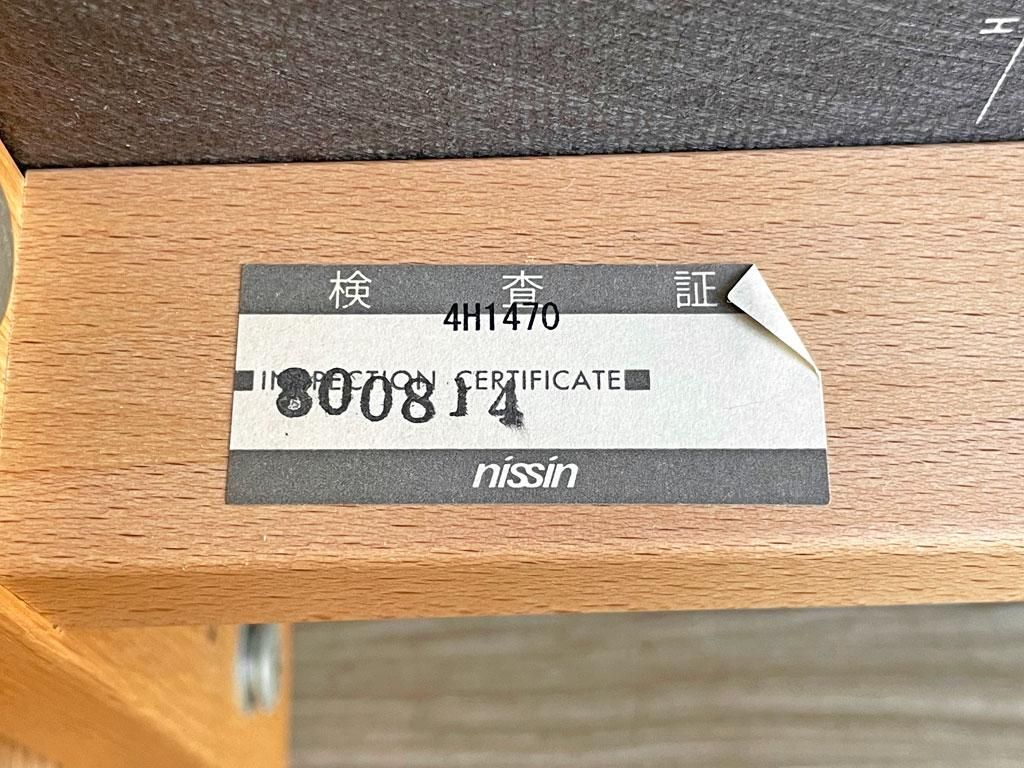 H
検 査 証
4H1470
INSPECTION CERTIFICATE
800814
nissin